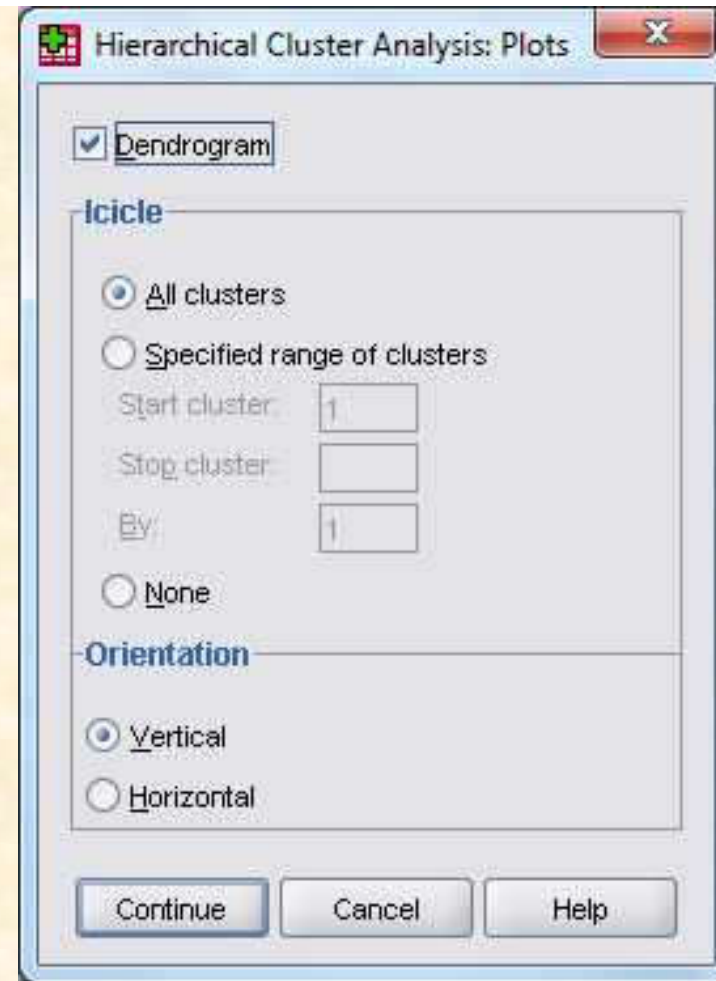 Hierarchical Cluster Analysis: Plots
Dendrogram
Icicle
All clusters
Specified range of clusters
Start cluster: 1
Stop cluster:
By: 1
None
Orientation
Vertical
Horizontal
Continue Cancel Help